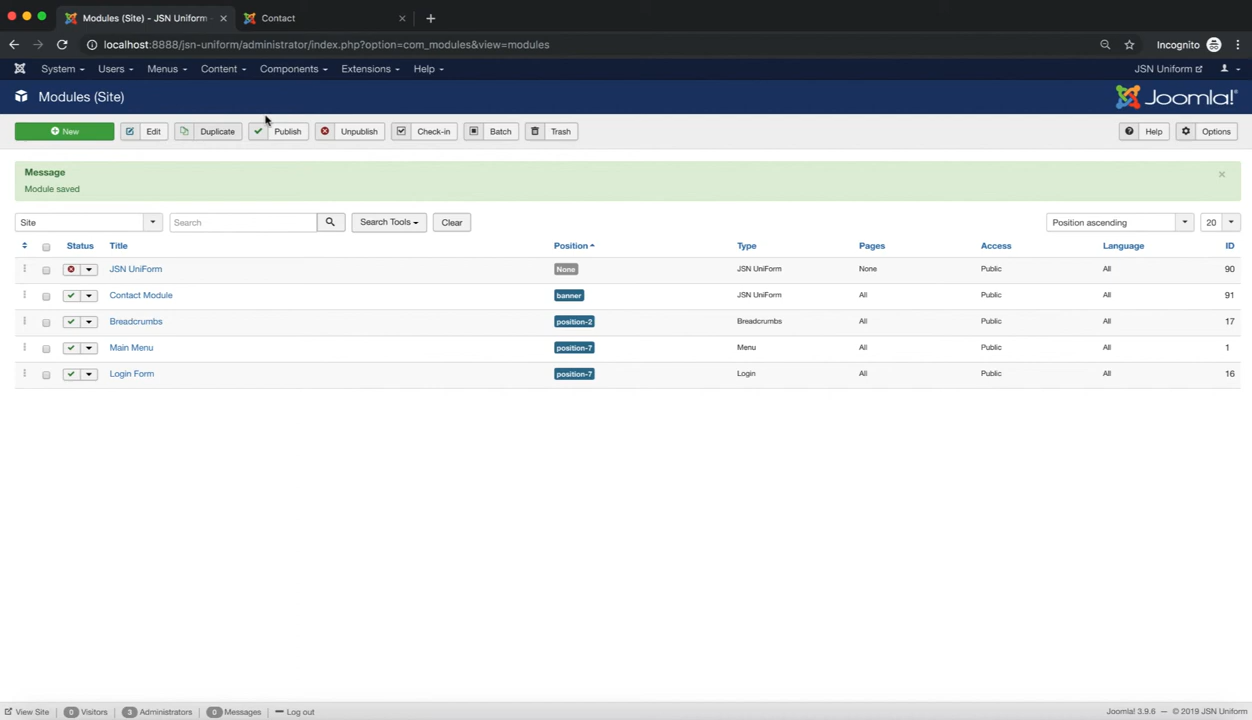 Modules (Site) - JSN Uniform
Contact
localhost:8888/jsn-uniform/administrator/index.php?option=com_modules&view=modules
Incognito
System Users Menus Content Components Extensions Help
JSN Uniform
Modules (Site)
Joomla!®
New Edit Duplicate Publish Unpublish Check-in Batch Trash Help Options
Message
Module saved
Site Search Search Tools Clear Position ascending 20
Status Title Position Type Pages Access Language ID
JSN UniForm None JSN UniForm None Public All 90
Contact Module banner JSN UniForm All Public All 91
Breadcrumbs position-2 Breadcrumbs All Public All 17
Main Menu position-7 Menu All Public All 1
Login Form position-7 Login All Public All 16
View Site 0 Visitors 3 Administrators 0 Messages Log out Joomla! 3.9.6 — © 2019 JSN Uniform